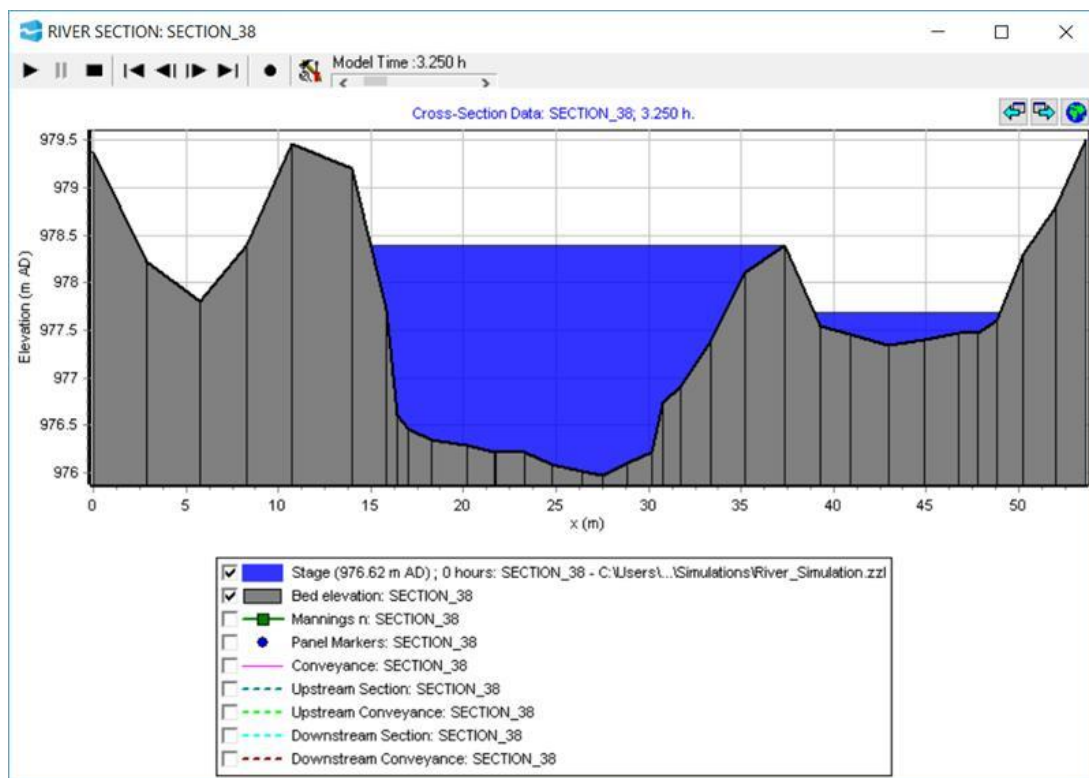 RIVER SECTION: SECTION_38
Model Time :3.250 h
Cross-Section Data: SECTION_38; 3.250 h.
979.5
979
978.5
978
977.5
977
976.5
976
Elevation (m AD)
0 5 10 15 20 25 30 35 40 45 50
x (m)
Stage (976.62 m AD) ; 0 hours: SECTION_38 - C:\Users\...\Simulations\River_Simulation.zzl
Bed elevation: SECTION_38
Mannings n: SECTION_38
Panel Markers: SECTION_38
Conveyance: SECTION_38
Upstream Section: SECTION_38
Upstream Conveyance: SECTION_38
Downstream Section: SECTION_38
Downstream Conveyance: SECTION_38